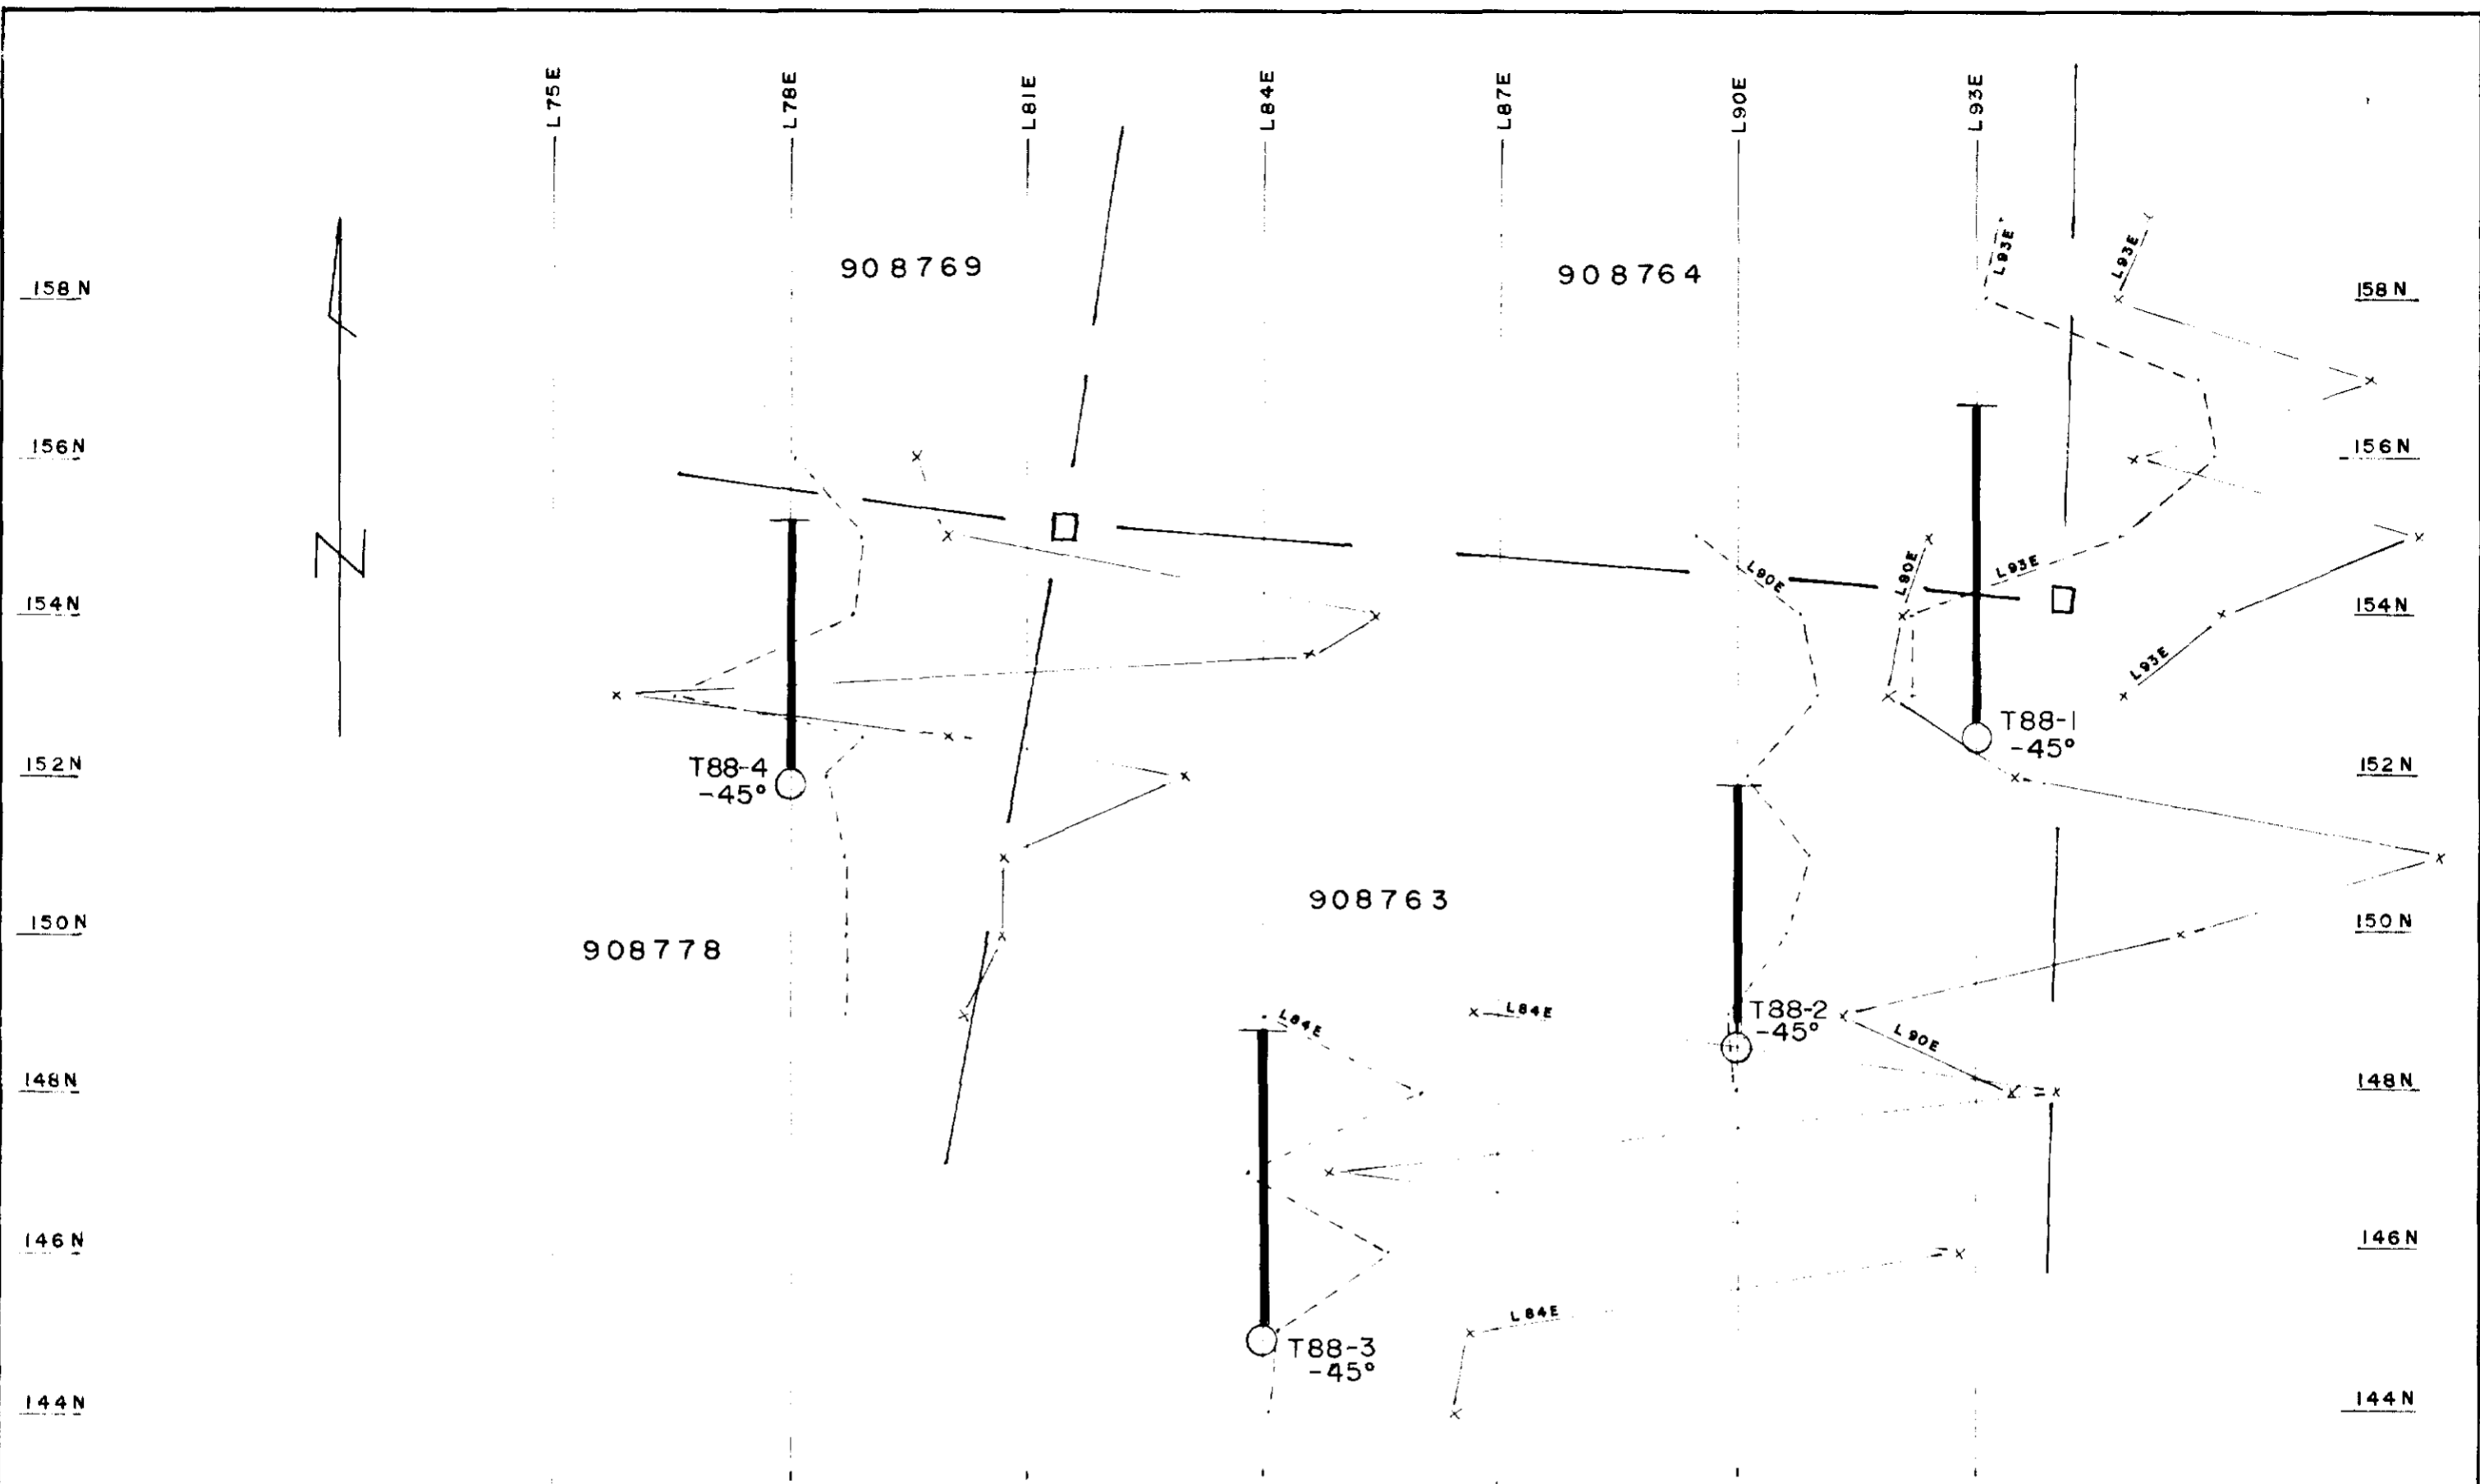 L75E
L78E
L81E
L84E
L87E
L90E
L93E
L93E
L93E
908769
908764
158N
158N
156N
156N
N
L90E
L90E
L93E
154N
154N
L93E
T88-1
-45°
T88-4
-45°
152N
152N
908763
150N
150N
908778
L84E
L84E
T88-2
-45°
L90E
148N
148N
146N
146N
L84E
T88-3
-45°
144N
144N